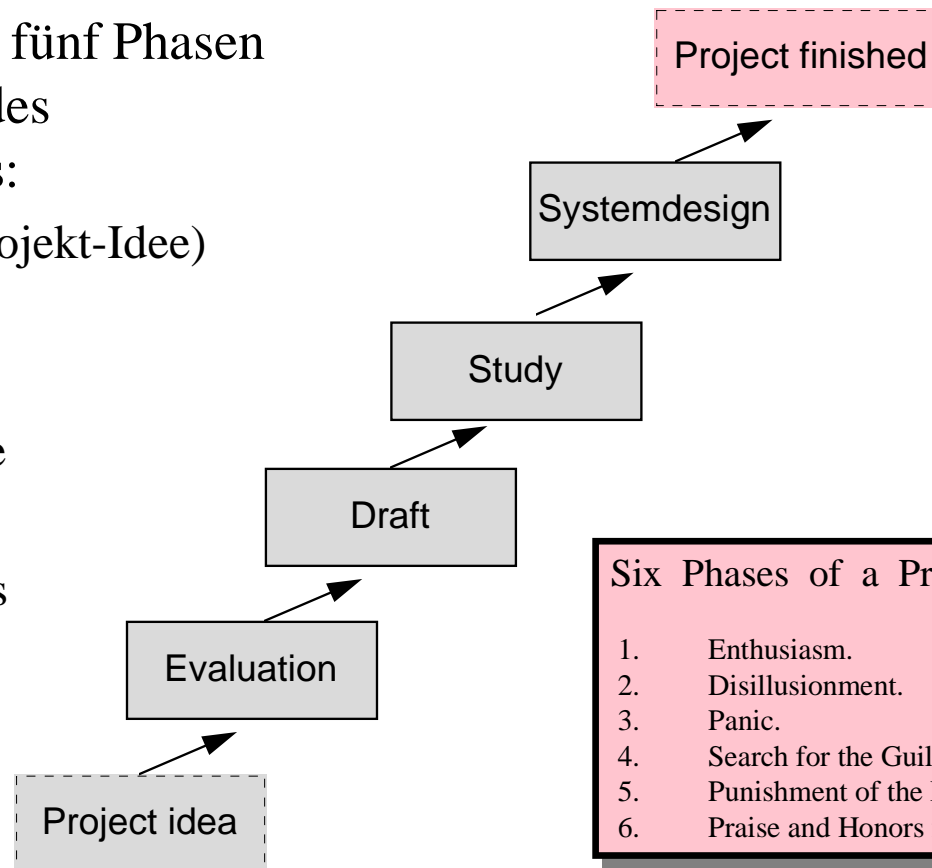 fünf Phasen
des
s:
ojekt-Idee)
e
s
Project finished
Systemdesign
Study
Draft
Evaluation
Project idea
Six Phases of a Pr
1. Enthusiasm.
2. Disillusionment.
3. Panic.
4. Search for the Guil
5. Punishment of the
6. Praise and Honors